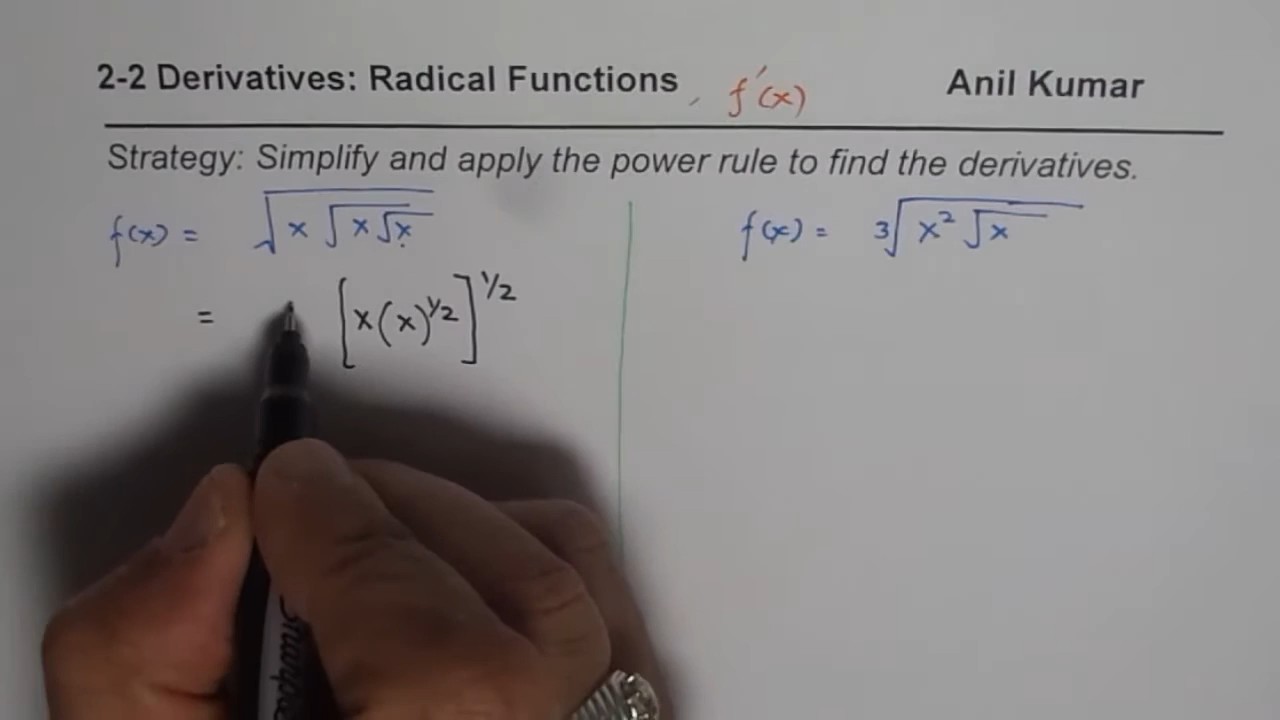 2-2 Derivatives: Radical Functions , f'(x) Anil Kumar
Strategy: Simplify and apply the power rule to find the derivatives.
f(x) = √(x√(x√x)) f(x) = ∛(x²√x)
= [x(x)^1/2]^1/2
Sharpie